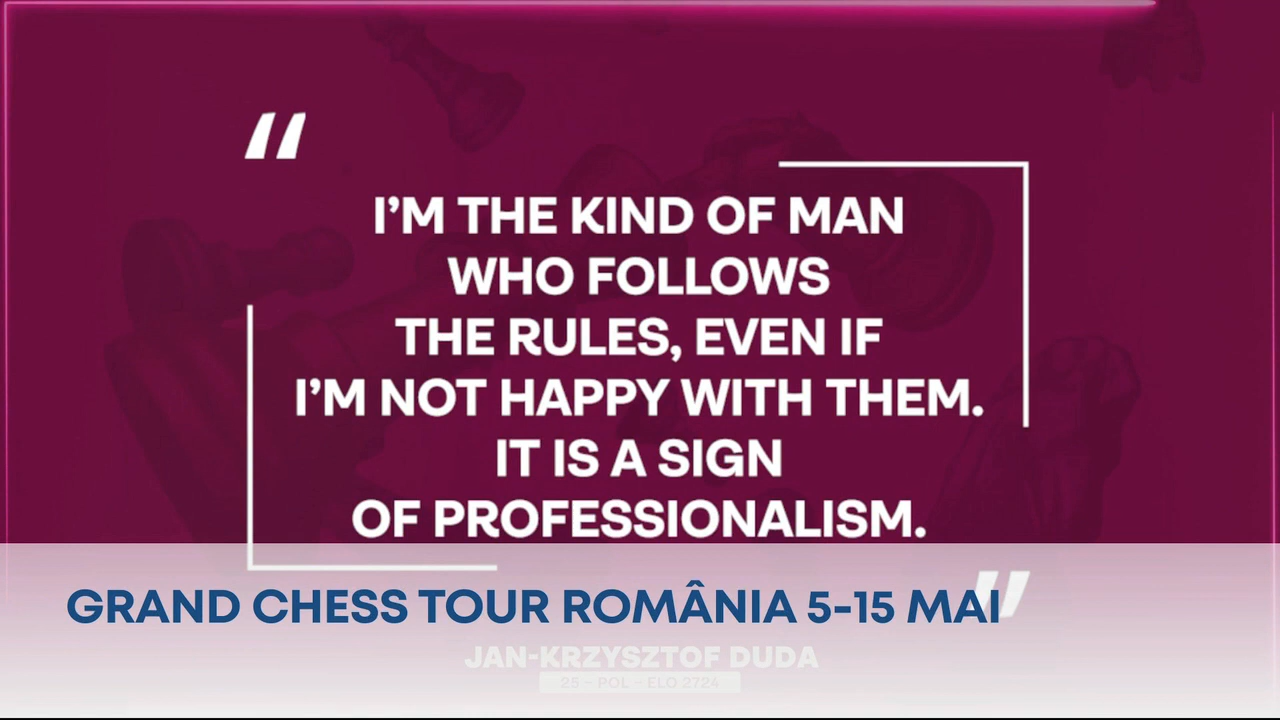 “
I’M THE KIND OF MAN
WHO FOLLOWS
THE RULES, EVEN IF
I’M NOT HAPPY WITH THEM.
IT IS A SIGN
OF PROFESSIONALISM.
”
GRAND CHESS TOUR ROMÂNIA 5-15 MAI
JAN-KRZYSZTOF DUDA
25 - POL - ELO 2724